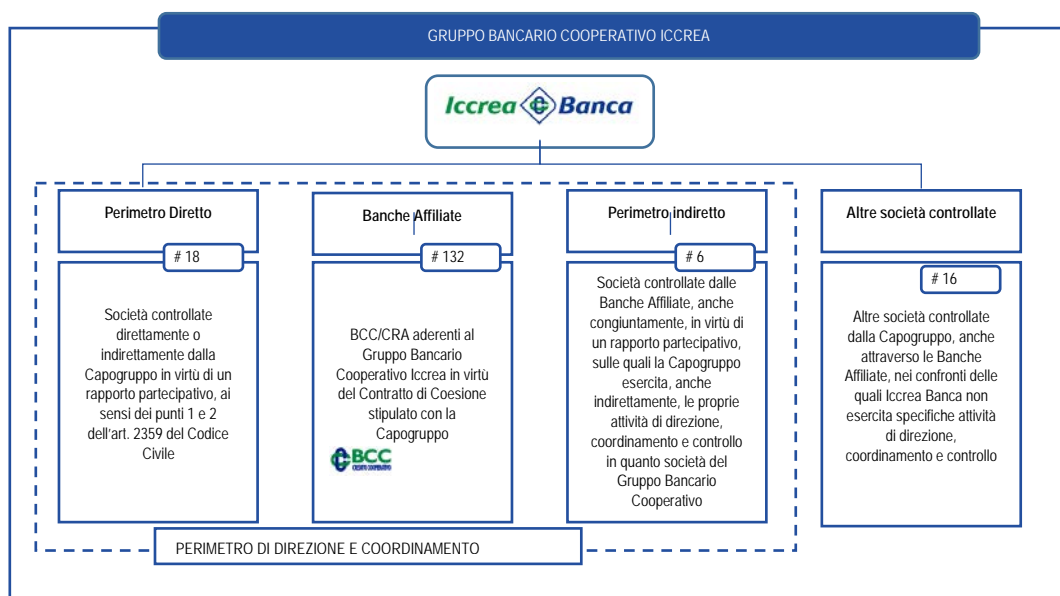 GRUPPO BANCARIO COOPERATIVO ICCREA
Iccrea Banca
Perimetro Diretto
# 18
Società controllate
direttamente o
indirettamente dalla
Capogruppo in virtù di un
rapporto partecipativo, ai
sensi dei punti 1 e 2
dell'art. 2359 del Codice
Civile
Banche Affiliate
# 132
BCC/CRA aderenti al
Gruppo Bancario
Cooperativo Iccrea in virtù
del Contratto di Coesione
stipulato con la
Capogruppo
BCC
CREDITO COOPERATIVO
Perimetro indiretto
# 6
Società controllate dalle
Banche Affiliate, anche
congiuntamente, in virtù di
un rapporto partecipativo,
sulle quali la Capogruppo
esercita, anche
indirettamente, le proprie
attività di direzione,
coordinamento e controllo
in quanto società del
Gruppo Bancario
Cooperativo
Altre società controllate
# 16
Altre società controllate
dalla Capogruppo, anche
attraverso le Banche
Affiliate, nei confronti delle
quali Iccrea Banca non
esercita specifiche attività
di direzione,
coordinamento e controllo
PERIMETRO DI DIREZIONE E COORDINAMENTO